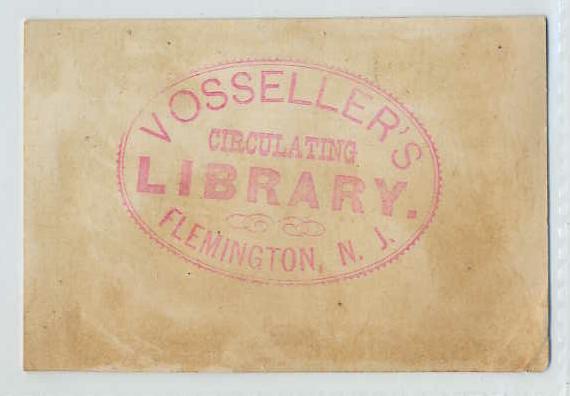 VOSSELLER'S
CIRCULATING
LIBRARY.
FLEMINGTON, N. J.